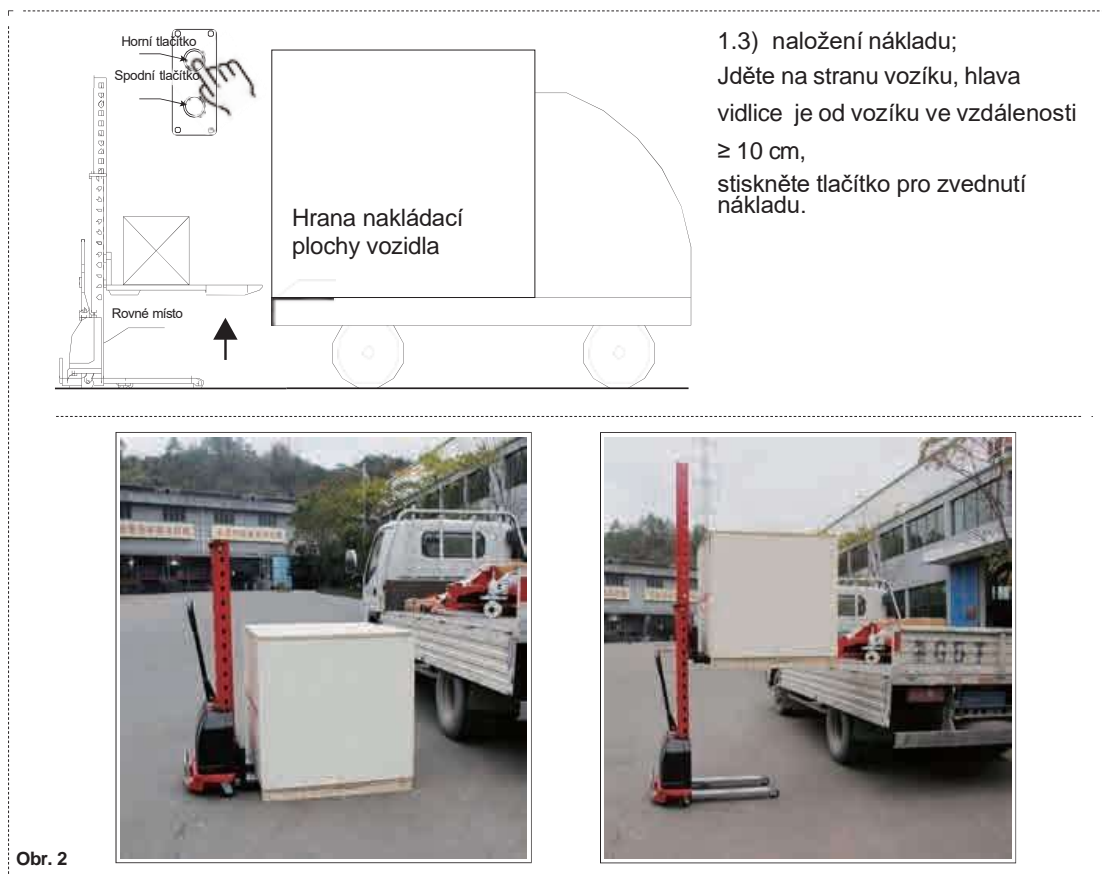 Horní tlačítko
Spodní tlačítko
Hrana nakládací
plochy vozidla
Rovné místo
1.3) naložení nákladu;
Jděte na stranu vozíku, hlava
vidlice je od vozíku ve vzdálenosti
≥ 10 cm,
stiskněte tlačítko pro zvednutí
nákladu.
Obr. 2